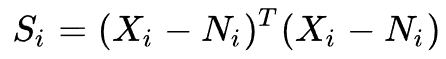 $S_i = (X_i - N_i)^T (X_i - N_i)$